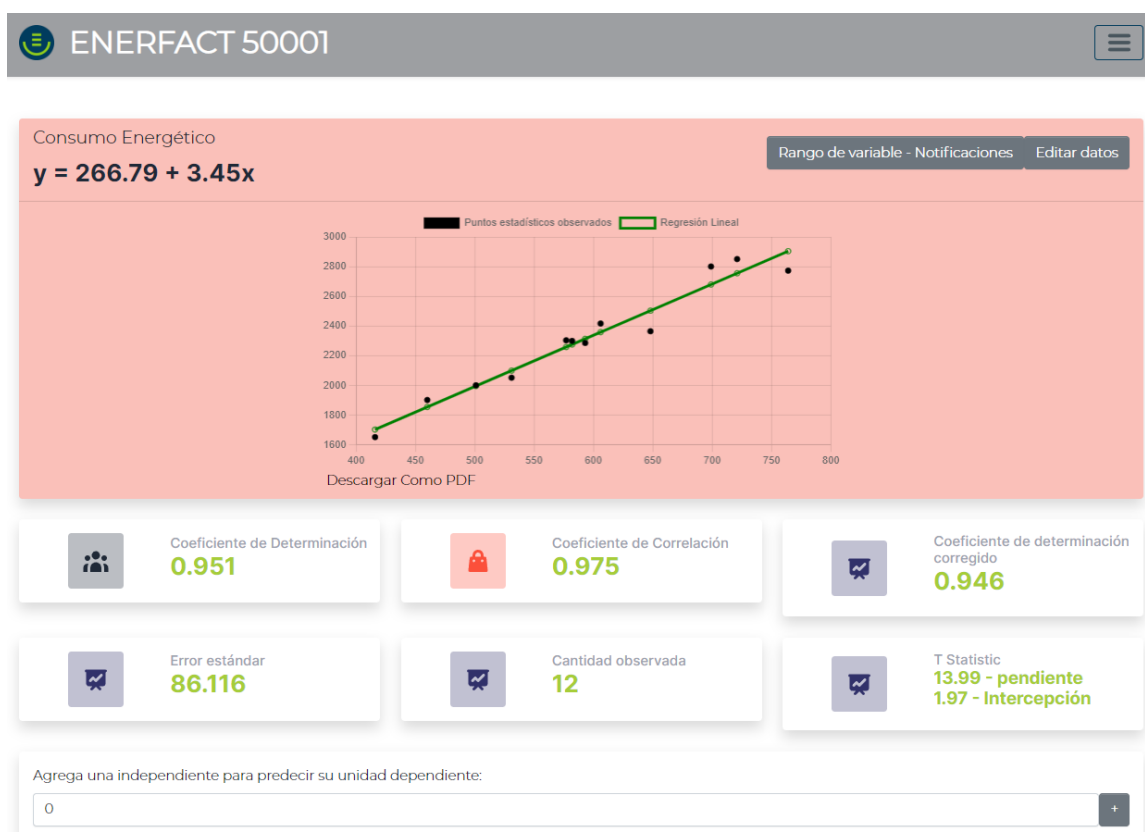 ENERFACT 50001
Consumo Energético
Rango de variable - Notificaciones
Editar datos
y = 266.79 + 3.45x
Puntos estadísticos observados
Regresión Lineal
3000
2800
2600
2400
2200
2000
1800
1600
400 450 500 550 600 650 700 750 800
Descargar Como PDF
Coeficiente de Determinación
0.951
Coeficiente de Correlación
0.975
Coeficiente de determinación
corregido
0.946
Error estándar
86.116
Cantidad observada
12
T Statistic
13.99 - pendiente
1.97 - Intercepción
Agrega una independiente para predecir su unidad dependiente:
0
+